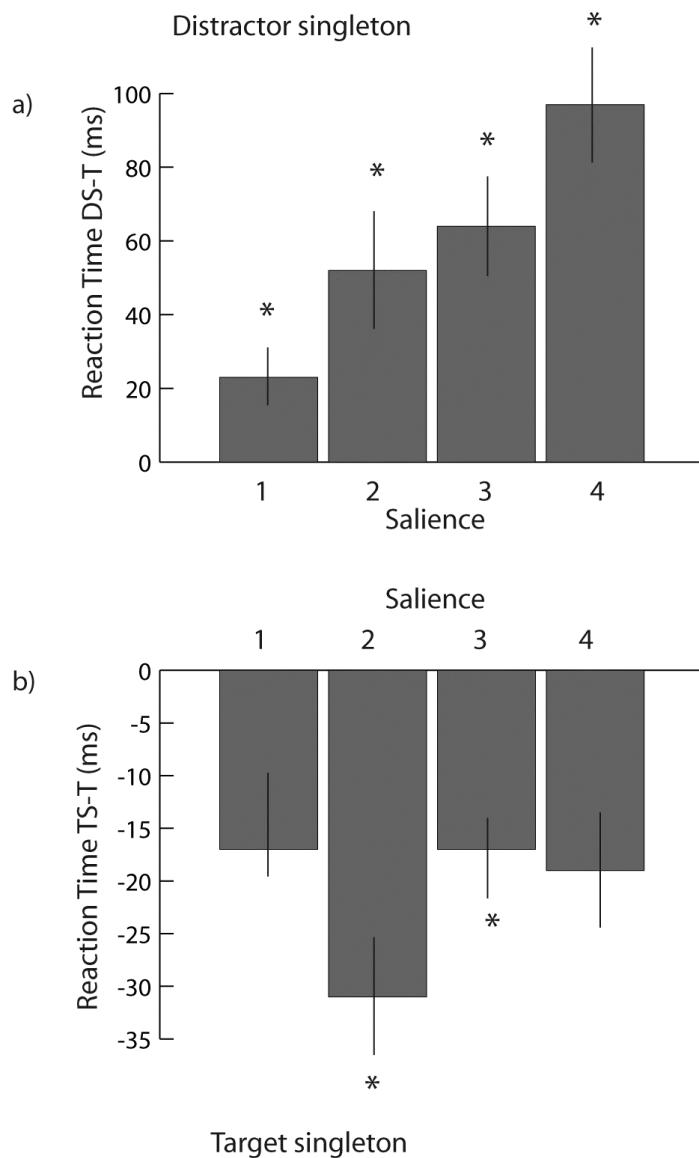 Distractor singleton
a)
Reaction Time DS-T (ms)
100
80
60
40
20
0
*
*
*
*
1 2 3 4
Salience
Salience
1 2 3 4
b)
Reaction Time TS-T (ms)
0
-5
-10
-15
-20
-25
-30
-35
*
*
Target singleton